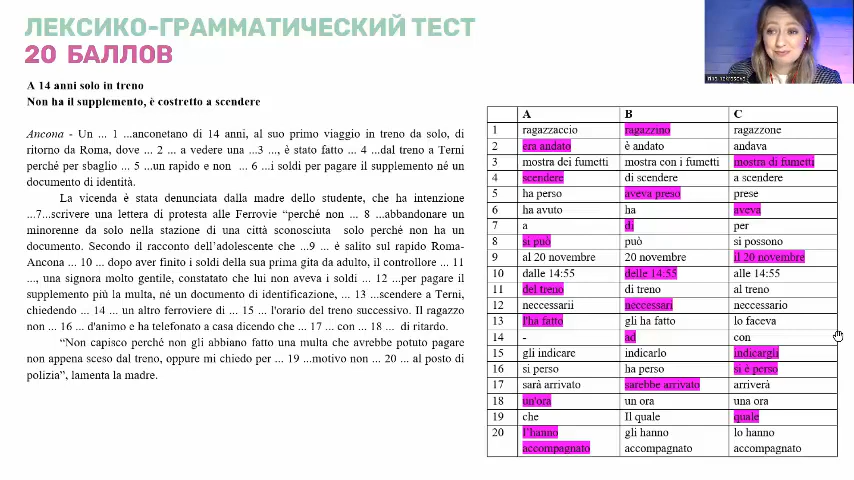 ЛЕКСИКО-ГРАММАТИЧЕСКИЙ ТЕСТ
20 БАЛЛОВ
A 14 anni solo in treno
Non ha il supplemento, è costretto a scendere
Ancona - Un ... 1 ...anconetano di 14 anni, al suo primo viaggio in treno da solo, di
ritorno da Roma, dove ... 2 ... a vedere una ...3 ..., è stato fatto ... 4 ...dal treno a Terni
perché per sbaglio ... 5 ...un rapido e non ... 6 ...i soldi per pagare il supplemento né un
documento di identità.
La vicenda è stata denunciata dalla madre dello studente, che ha intenzione
...7...scrivere una lettera di protesta alle Ferrovie “perché non ... 8 ...abbandonare un
minorenne da solo nella stazione di una città sconosciuta solo perché non ha un
documento. Secondo il racconto dell’adolescente che ...9 ... è salito sul rapido Roma-
Ancona ... 10 ... dopo aver finito i soldi della sua prima gita da adulto, il controllore ... 11
..., una signora molto gentile, constatato che lui non aveva i soldi ... 12 ...per pagare il
supplemento più la multa, né un documento di identificazione, ... 13 ...scendere a Terni,
chiedendo ... 14 ... un altro ferroviere di ... 15 ... l'orario del treno successivo. Il ragazzo
non ... 16 ... d'animo e ha telefonato a casa dicendo che ... 17 ... con ... 18 ... di ritardo.
“Non capisco perché non gli abbiano fatto una multa che avrebbe potuto pagare
non appena sceso dal treno, oppure mi chiedo per ... 19 ...motivo non ... 20 ... al posto di
polizia”, lamenta la madre.
A B C
1 ragazzaccio ragazzino ragazzone
2 era andato è andato andava
3 mostra dei fumetti mostra con i fumetti mostra di fumetti
4 scendere di scendere a scendere
5 ha perso aveva preso prese
6 ha avuto ha aveva
7 a di per
8 si può può si possono
9 al 20 novembre 20 novembre il 20 novembre
10 dalle 14:55 delle 14:55 alle 14:55
11 del treno di treno al treno
12 neccessarii neccessari neccessario
13 l'ha fatto gli ha fatto lo faceva
14 - ad con
15 gli indicare indicarlo indicargli
16 si perso ha perso si è perso
17 sarà arrivato sarebbe arrivato arriverà
18 un'ora un ora una ora
19 che Il quale quale
20 l’hanno gli hanno lo hanno
accompagnato accompagnato accompagnato